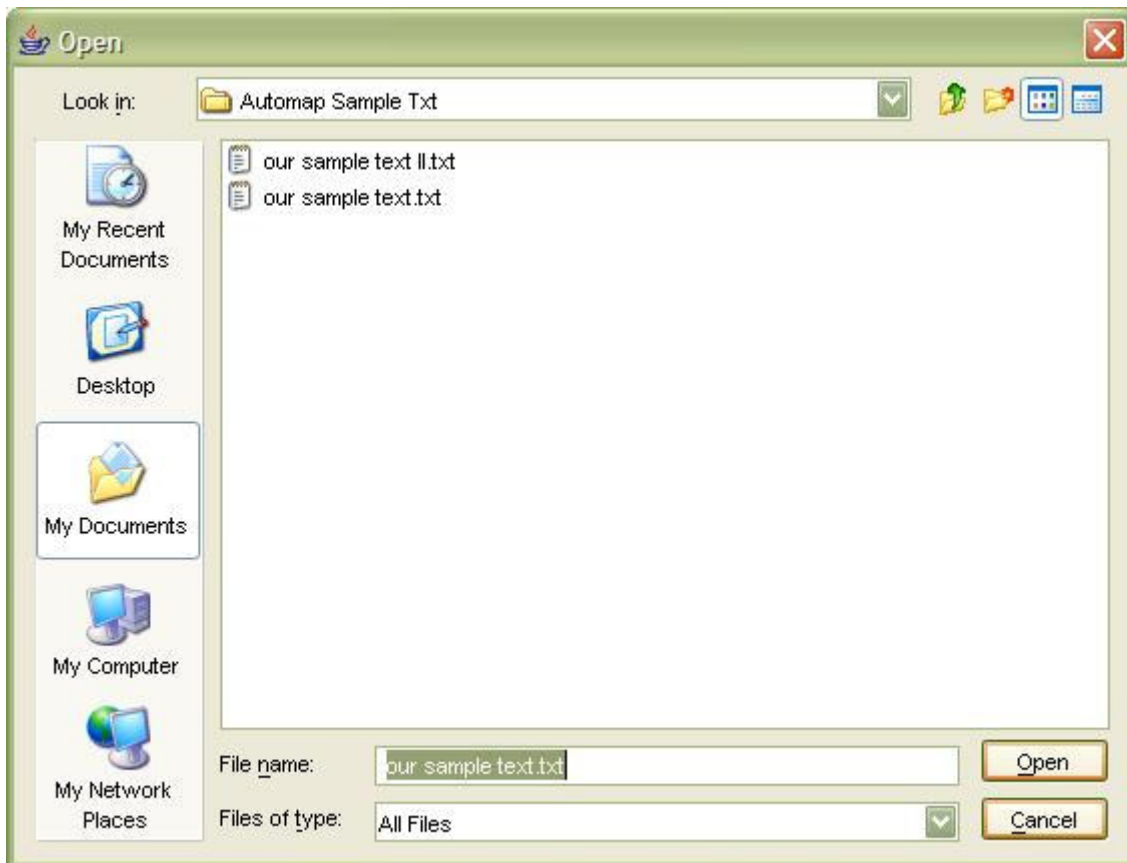 Open
Look in:
Automap Sample Txt
our sample text II.txt
our sample text.txt
My Recent
Documents
Desktop
My Documents
My Computer
My Network
Places
File name:
our sample text.txt
Open
Files of type:
All Files
Cancel